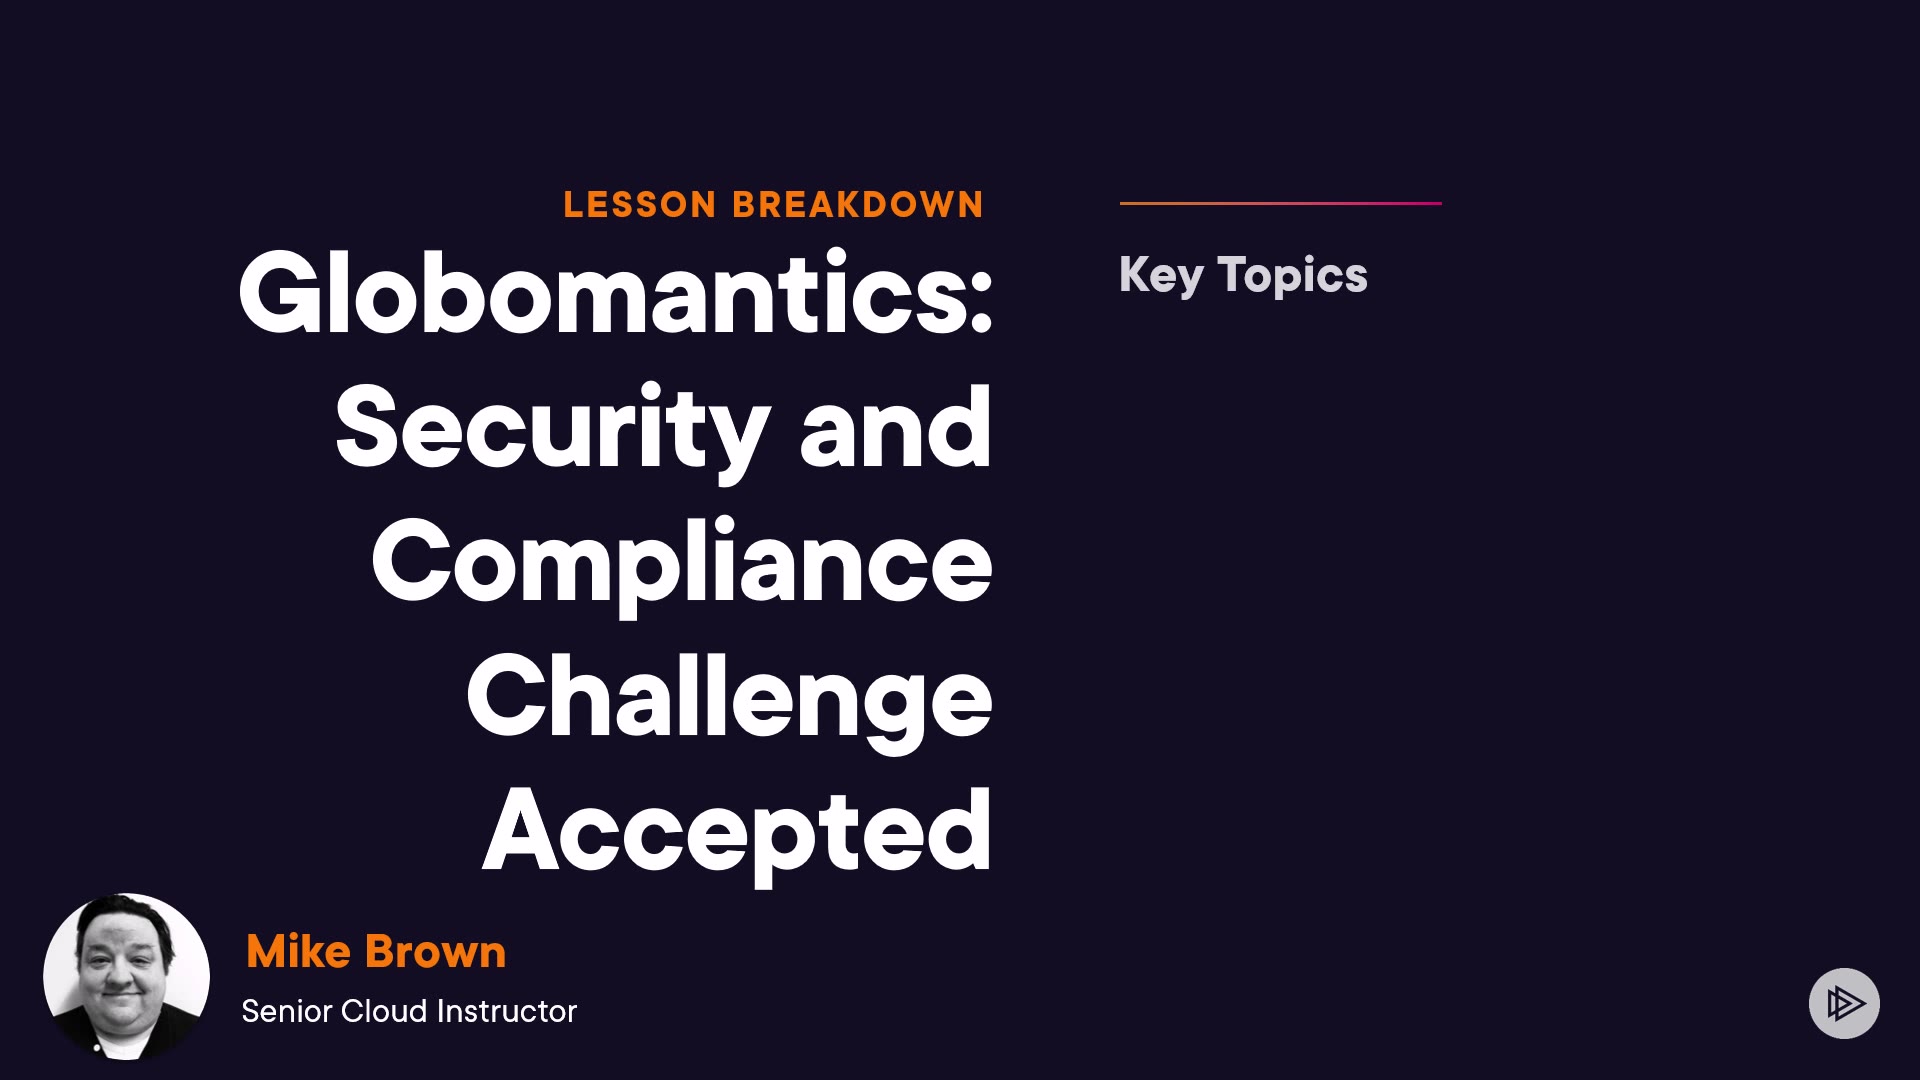 LESSON BREAKDOWN
Globomantics:
Security and
Compliance
Challenge
Accepted
Key Topics
Mike Brown
Senior Cloud Instructor